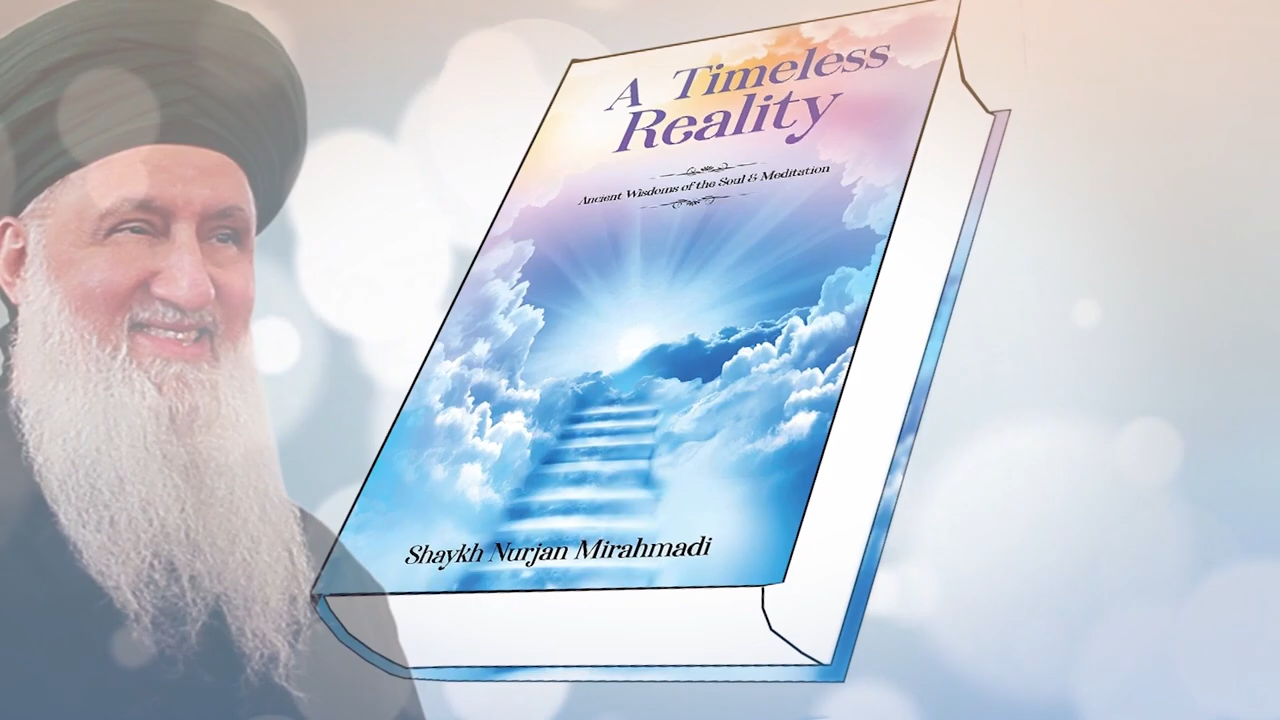 A Timeless
Reality
Ancient Wisdoms of the Soul & Meditation
Shaykh Nurjan Mirahmadi